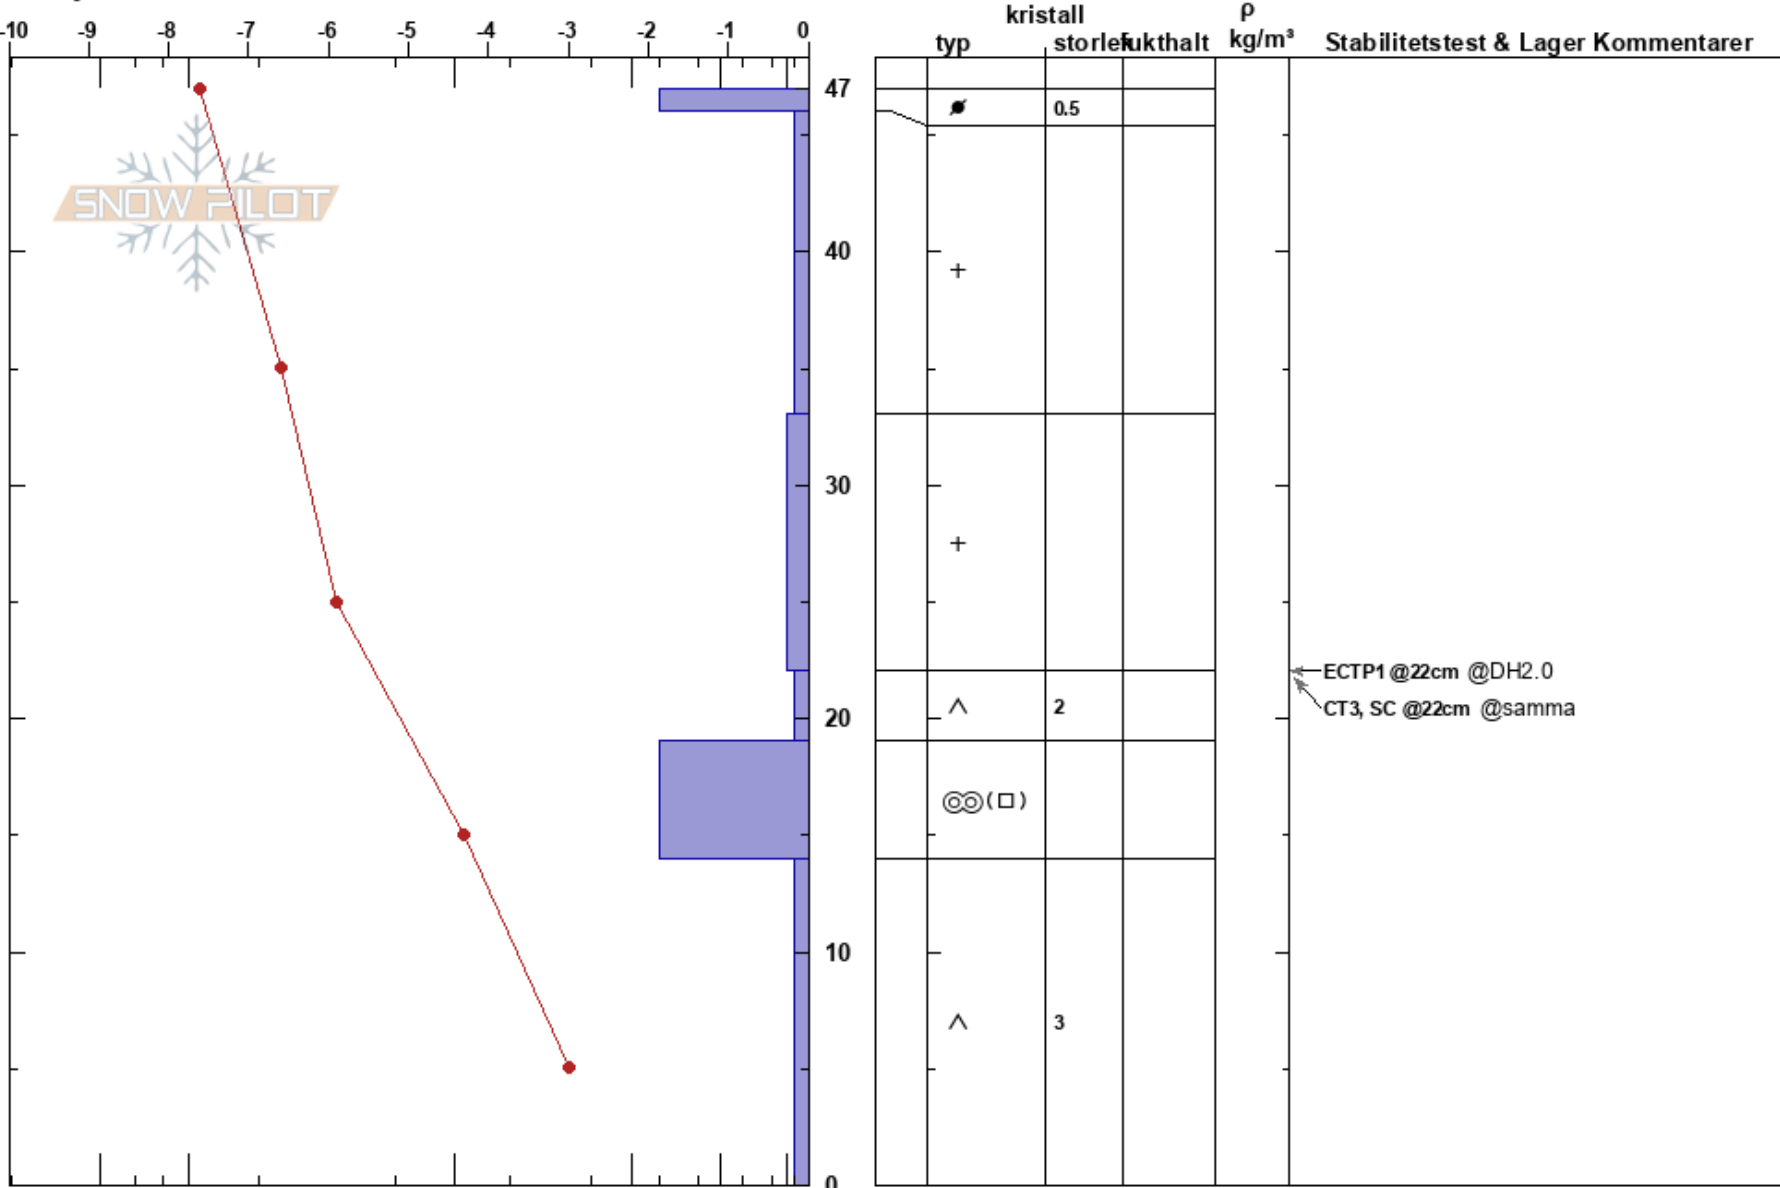 kristall ρ
-10 -9 -8 -7 -6 -5 -4 -3 -2 -1 0 typ storlek fukthalt kg/m³ Stabilitetstest & Lager Kommentarer
47
0.5
SNOW PILOT
40
+
30
+
ECTP1 @22cm @DH2.0
20 2 CT3, SC @22cm @samma
( )
10
3
0